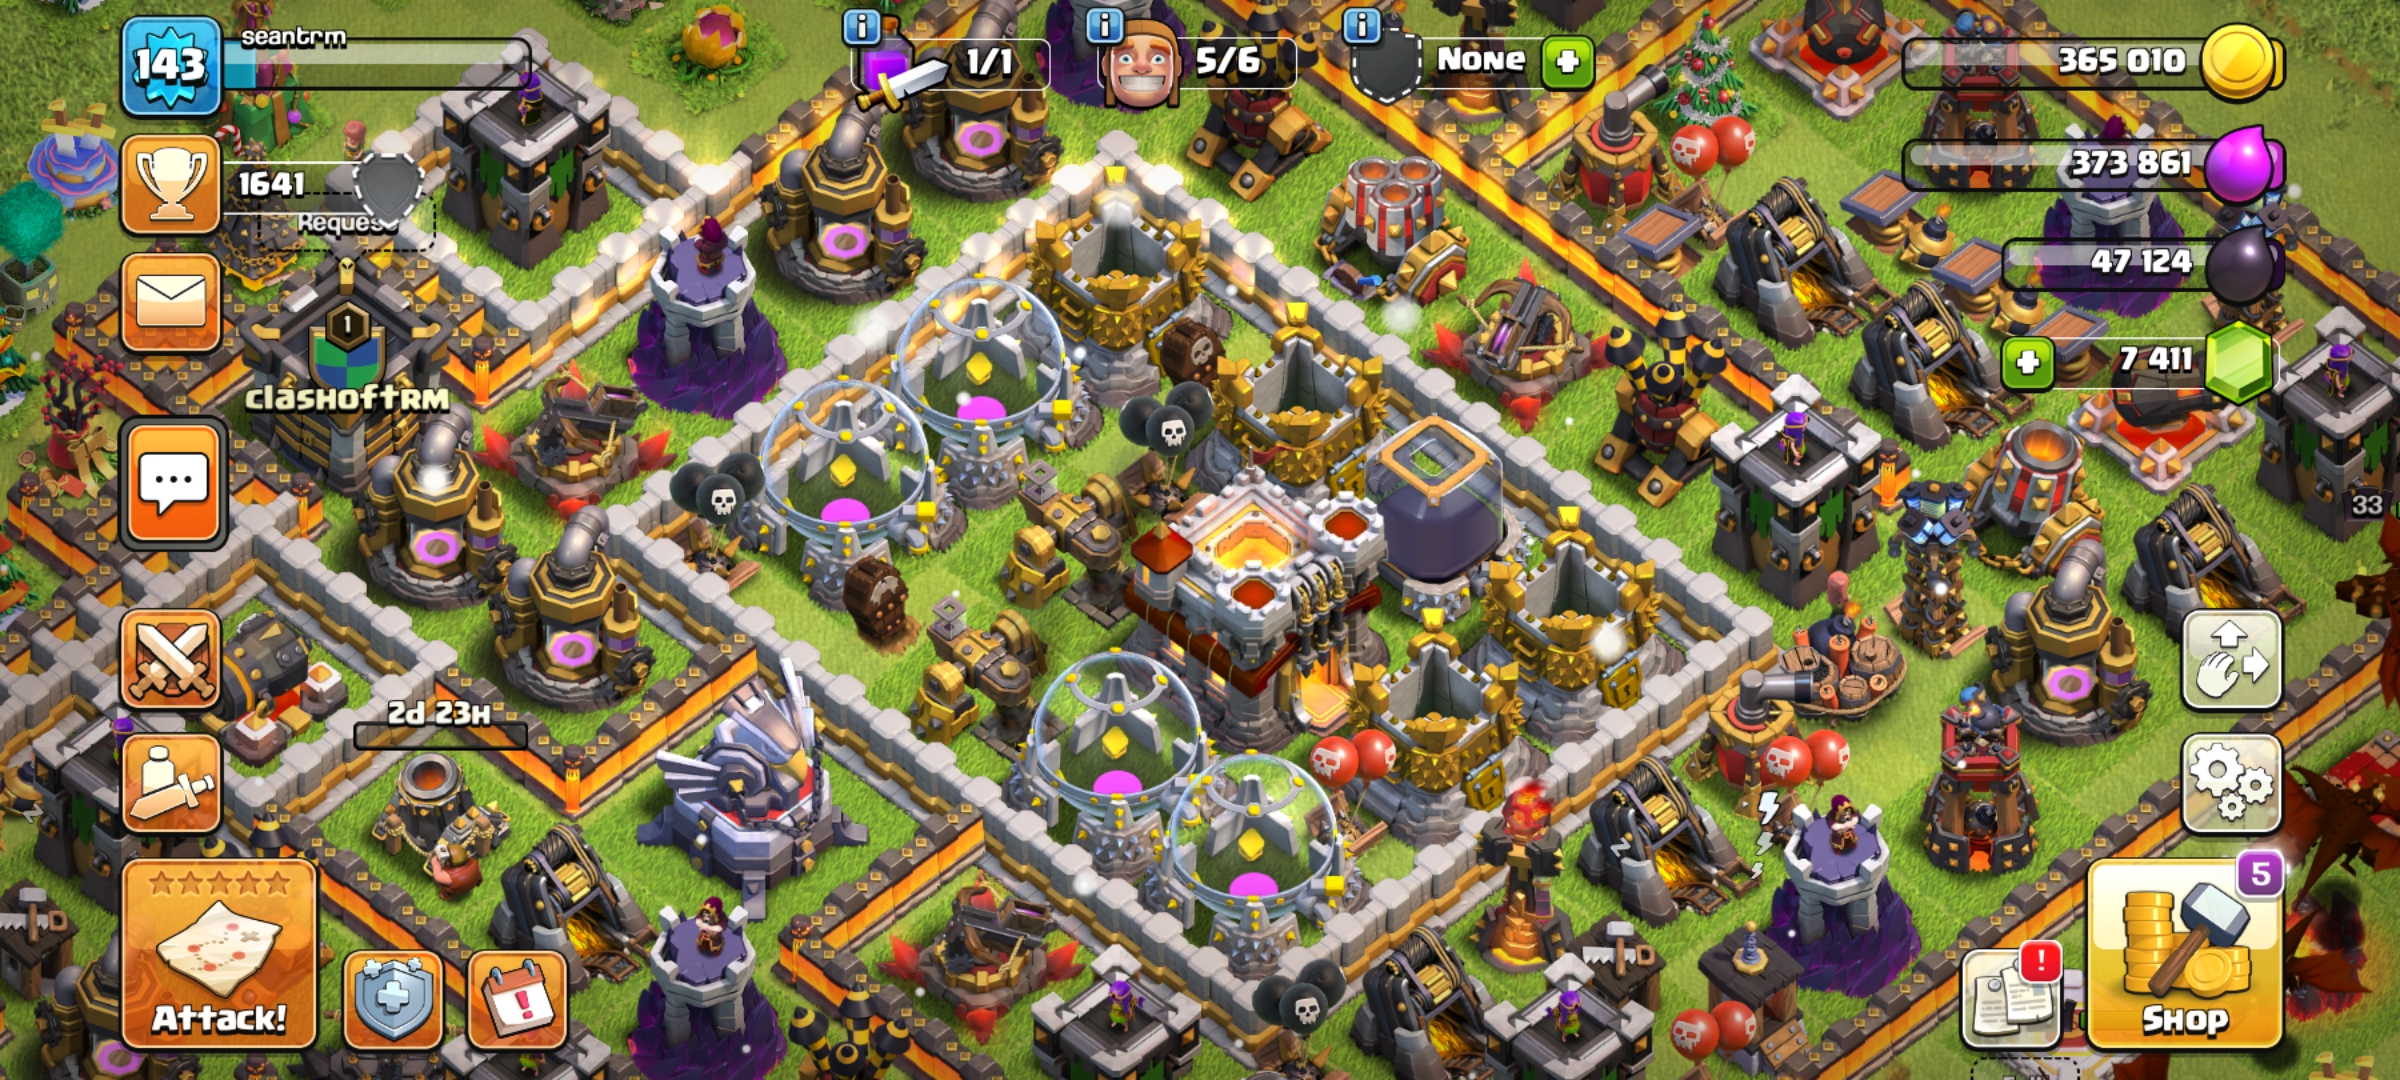 143
seantrm
1/1
5/6
None
365 010
1641
Reques
373 861
47 124
7 411
1
clashoftRM
33
2d 23H
5
!
Attack!
Shop